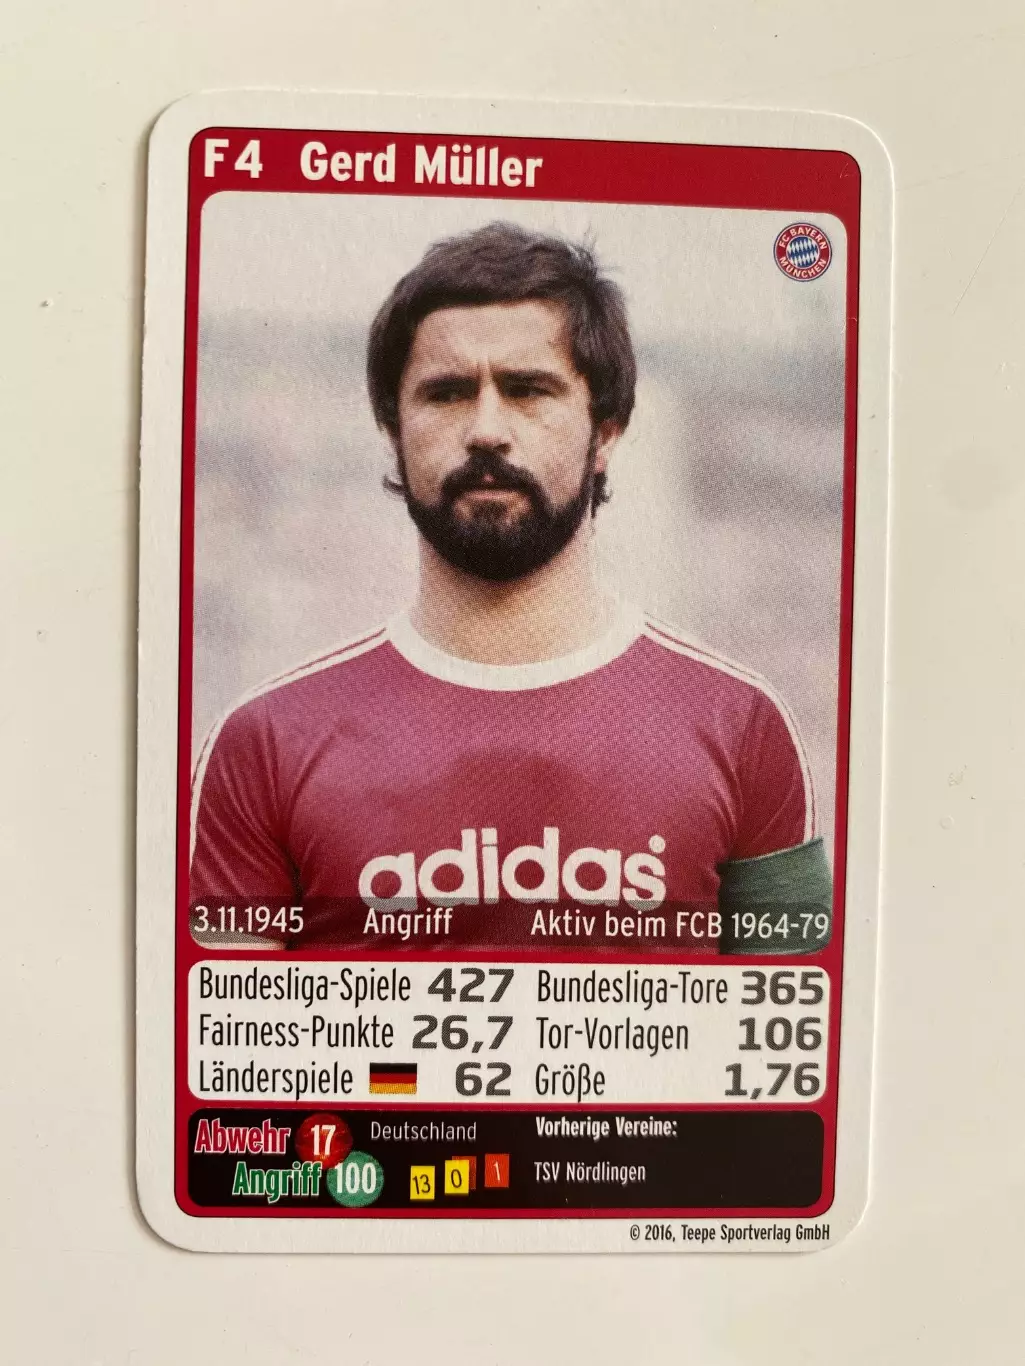 F4 Gerd Müller
FC BAYERN
MÜNCHEN
adidas
3.11.1945 Angriff Aktiv beim FCB 1964-79
Bundesliga-Spiele 427 Bundesliga-Tore 365
Fairness-Punkte 26,7 Tor-Vorlagen 106
Länderspiele 62 Größe 1,76
Abwehr 17 Deutschland Vorherige Vereine:
Angriff 100 13 0 1 TSV Nördlingen
© 2016, Teepe Sportverlag GmbH